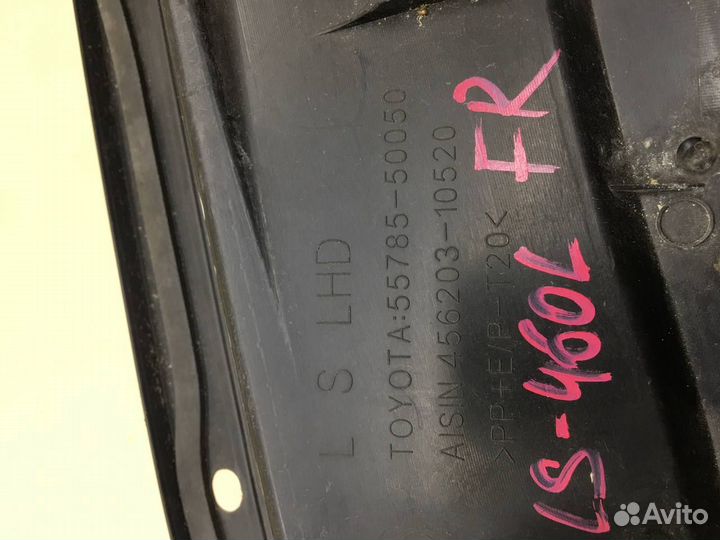 L S LHD
TOYOTA:55785-50050
AISIN 456203-10520
>PP+E/P-T20<
FR
LS-460L
Avito